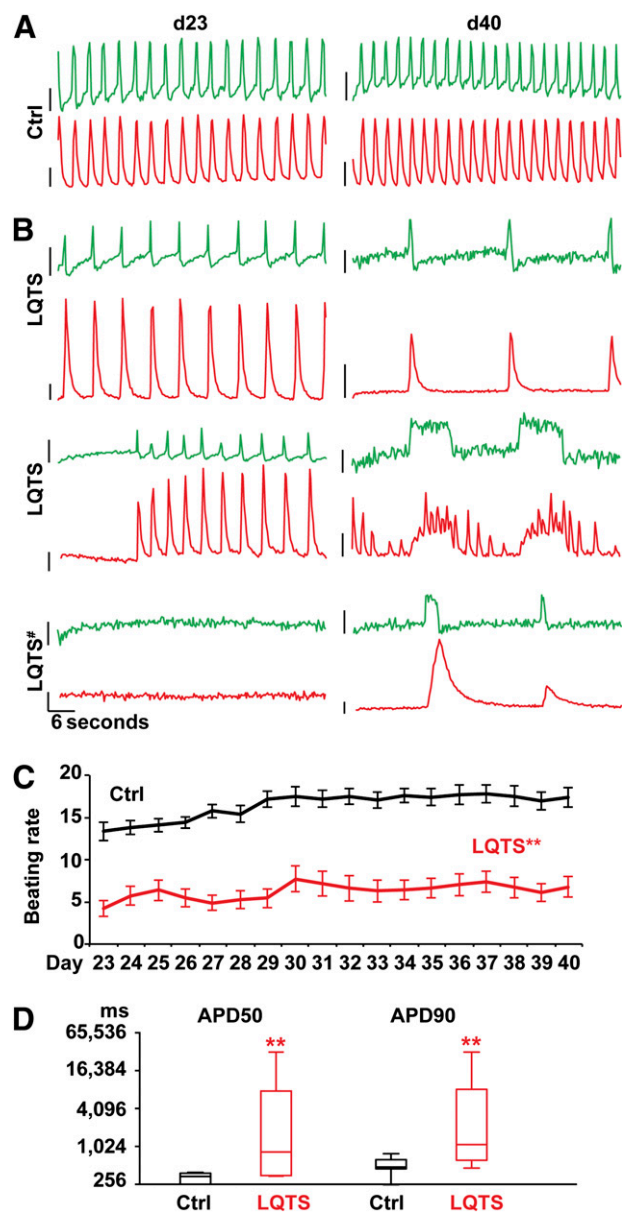 A d23 d40
Ctrl
B
LQTS
LQTS
LQTS#
6 seconds
C
20
15
10
5
0
Beating rate
Ctrl
LQTS**
Day 23 24 25 26 27 28 29 30 31 32 33 34 35 36 37 38 39 40
D
ms APD50 APD90
65,536
16,384
4,096
1,024
256
** **
Ctrl LQTS Ctrl LQTS